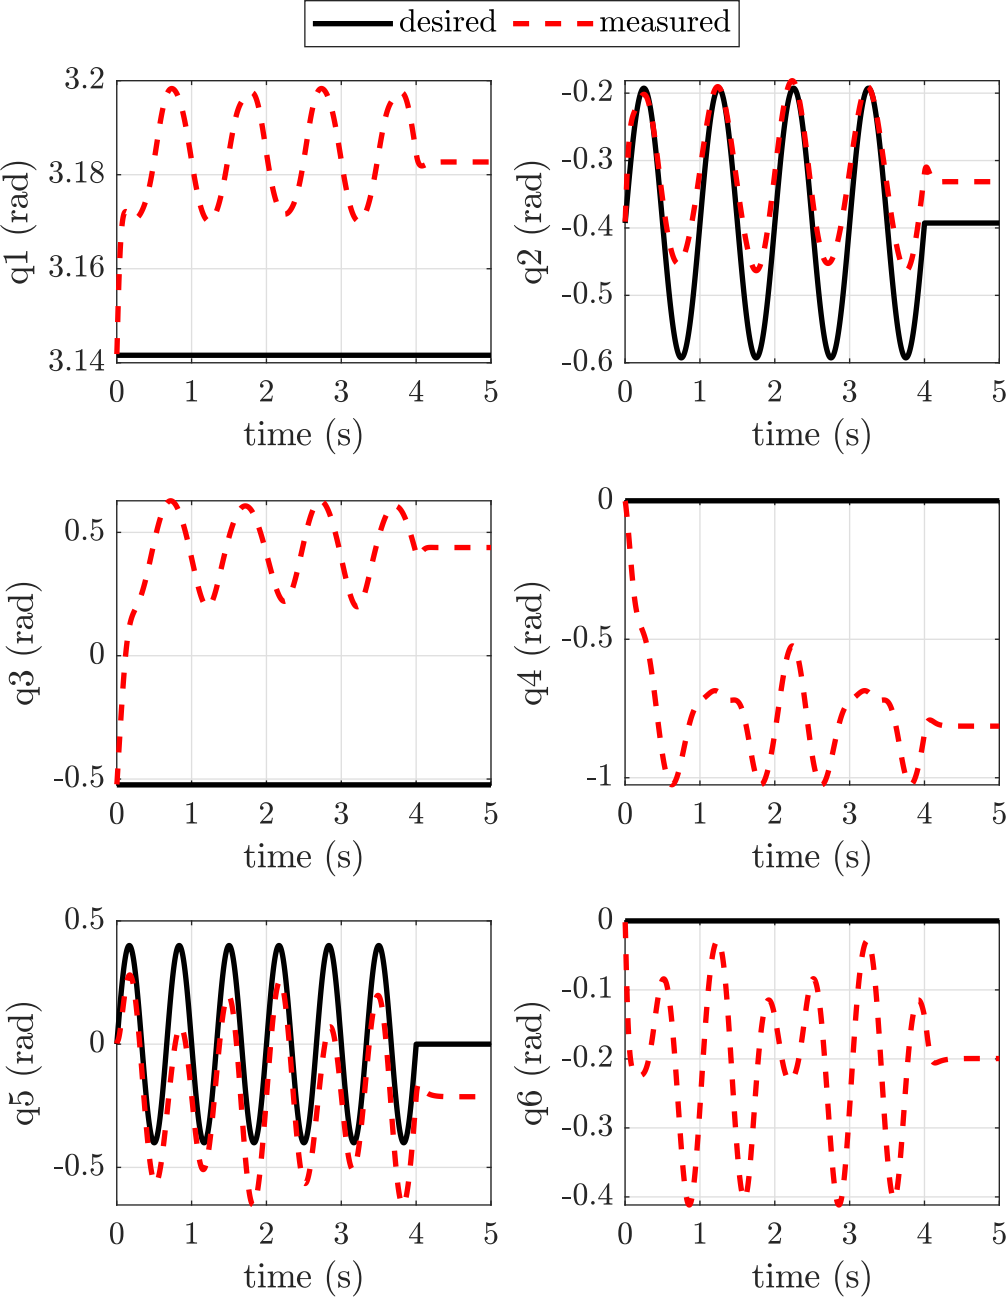 desired measured
3.2
3.18
3.16
3.14
q1 (rad)
0 1 2 3 4 5
time (s)
-0.2
-0.3
-0.4
-0.5
-0.6
q2 (rad)
0 1 2 3 4 5
time (s)
0.5
0
-0.5
q3 (rad)
0 1 2 3 4 5
time (s)
0
-0.5
-1
q4 (rad)
0 1 2 3 4 5
time (s)
0.5
0
-0.5
q5 (rad)
0 1 2 3 4 5
time (s)
0
-0.1
-0.2
-0.3
-0.4
q6 (rad)
0 1 2 3 4 5
time (s)